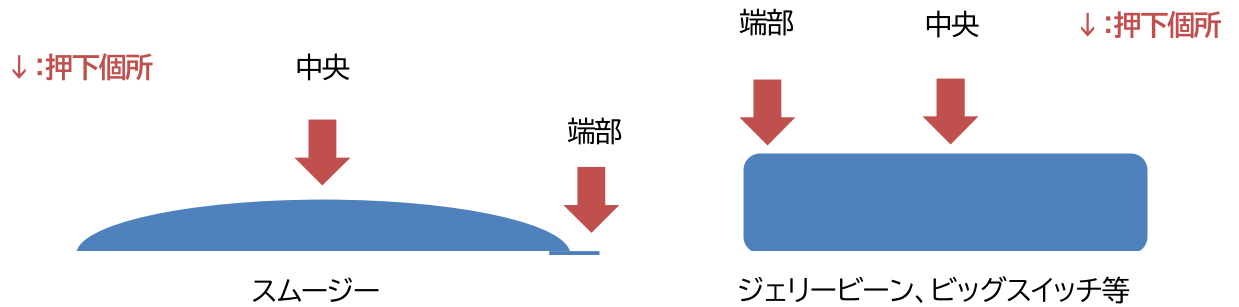 ↓：押下個所
中央
端部
スムージー
端部
中央
↓：押下個所
ジェリービーン、ビッグスイッチ等